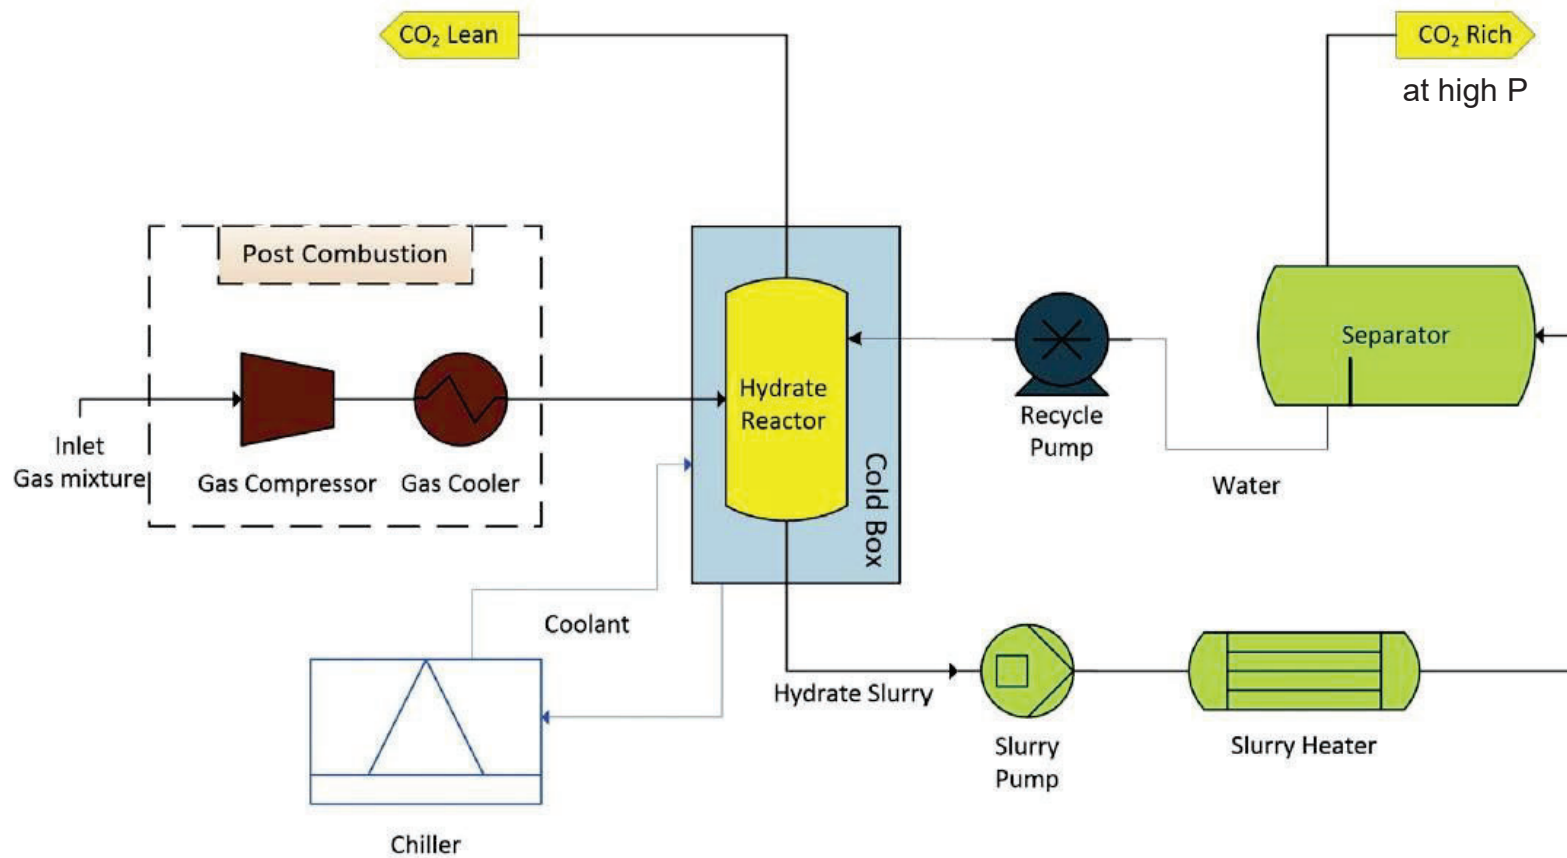 CO₂ Lean
CO₂ Rich
at high P
Post Combustion
Separator
Hydrate
Reactor
Recycle
Pump
Inlet
Gas mixture
Gas Compressor
Gas Cooler
Cold Box
Water
Coolant
Hydrate Slurry
Slurry
Pump
Slurry Heater
Chiller